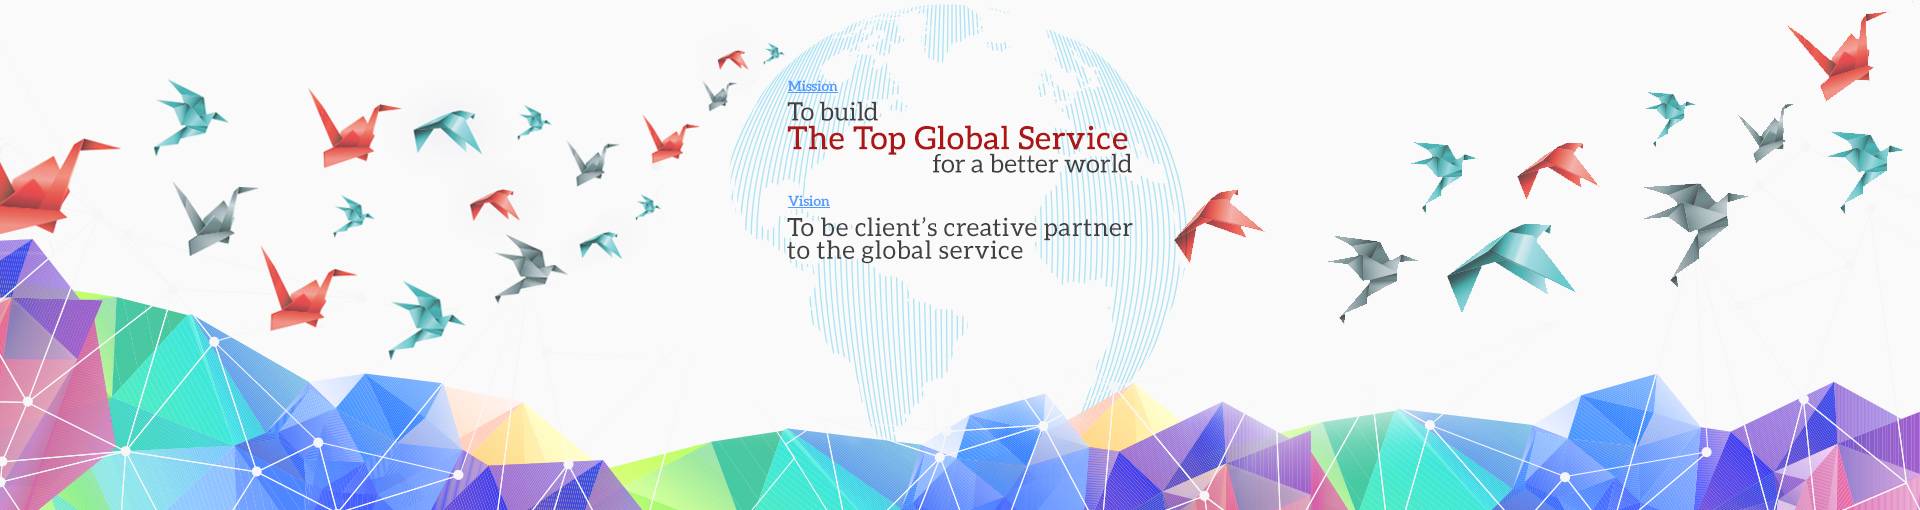 Mission
To build
The Top Global Service
for a better world
Vision
To be client’s creative partner
to the global service